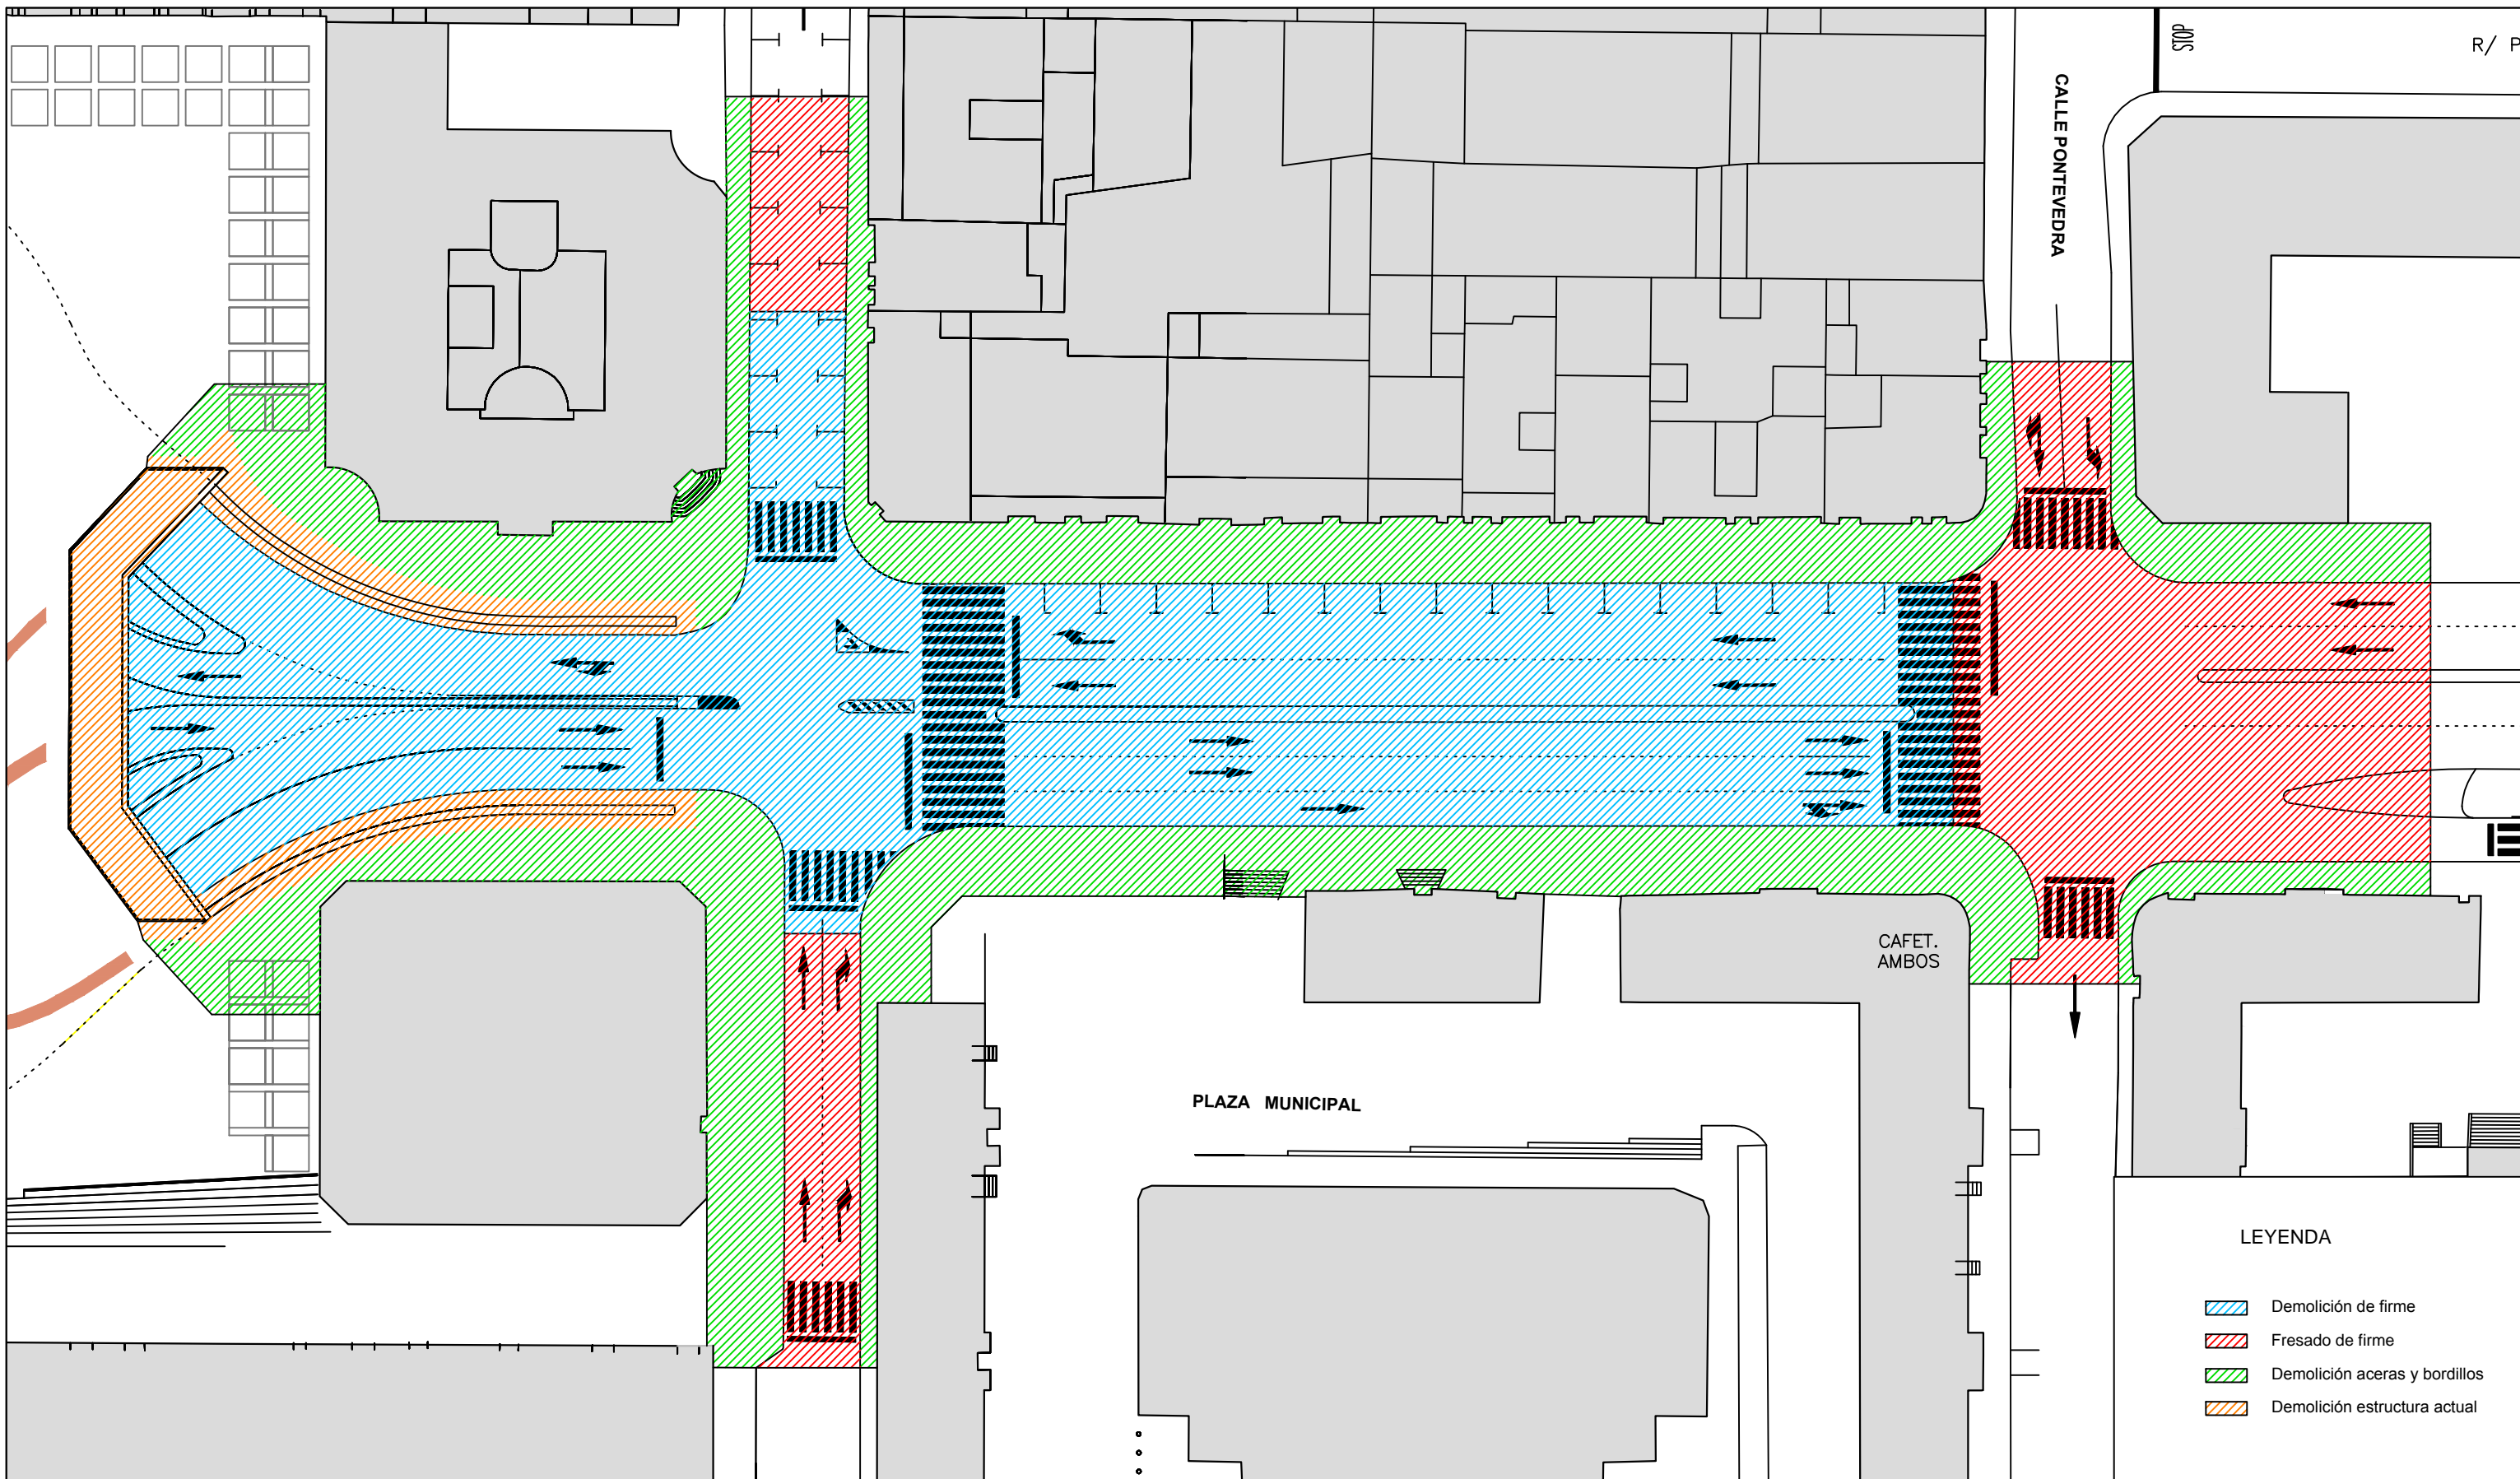 STOP
R/ P
CALLE PONTEVEDRA
CAFET.
AMBOS
PLAZA MUNICIPAL
LEYENDA
Demolición de firme
Fresado de firme
Demolición aceras y bordillos
Demolición estructura actual